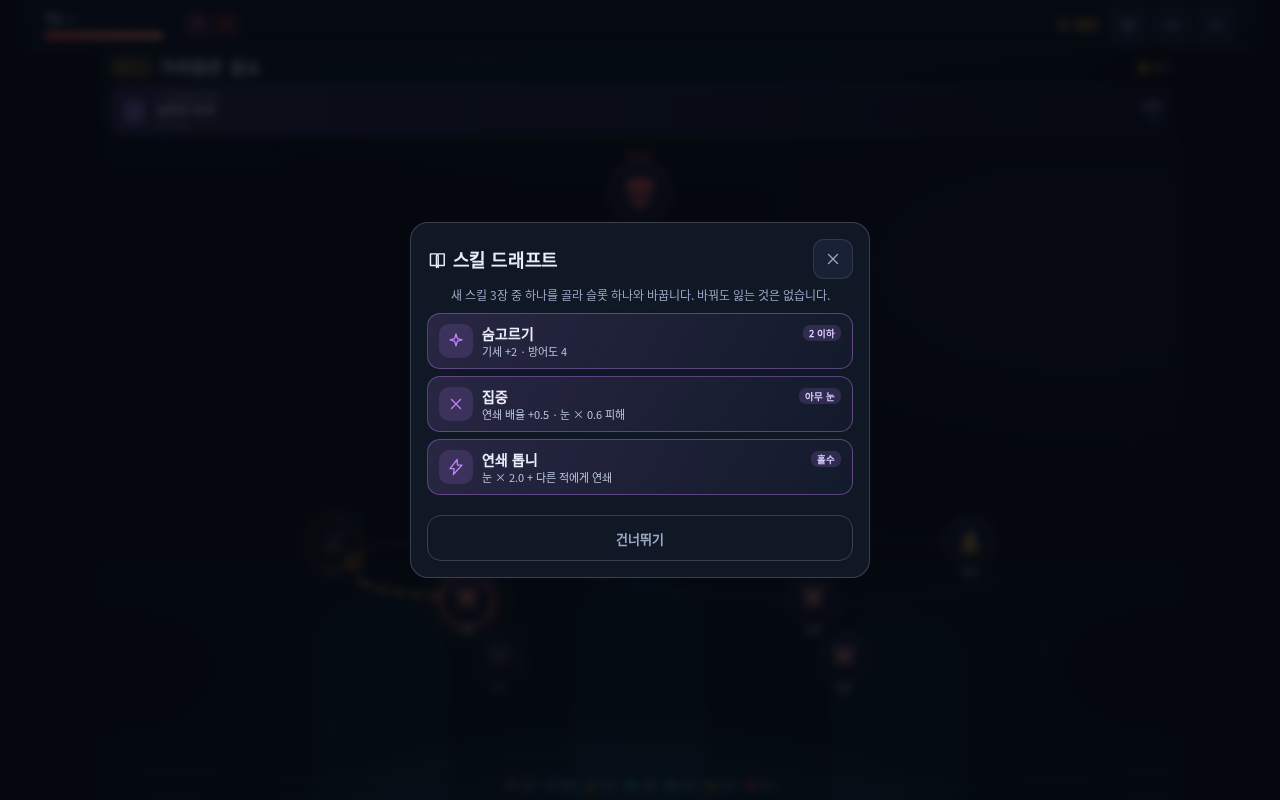 스킬 드래프트
새 스킬 3장 중 하나를 골라 슬롯 하나와 바꿉니다. 바꿔도 잃는 것은 없습니다.
숨고르기
2 이하
기세 +2 · 방어도 4
집중
아무 눈
연쇄 배율 +0.5 · 눈 × 0.6 피해
연쇄 톱니
홀수
눈 × 2.0 + 다른 적에게 연쇄
건너뛰기